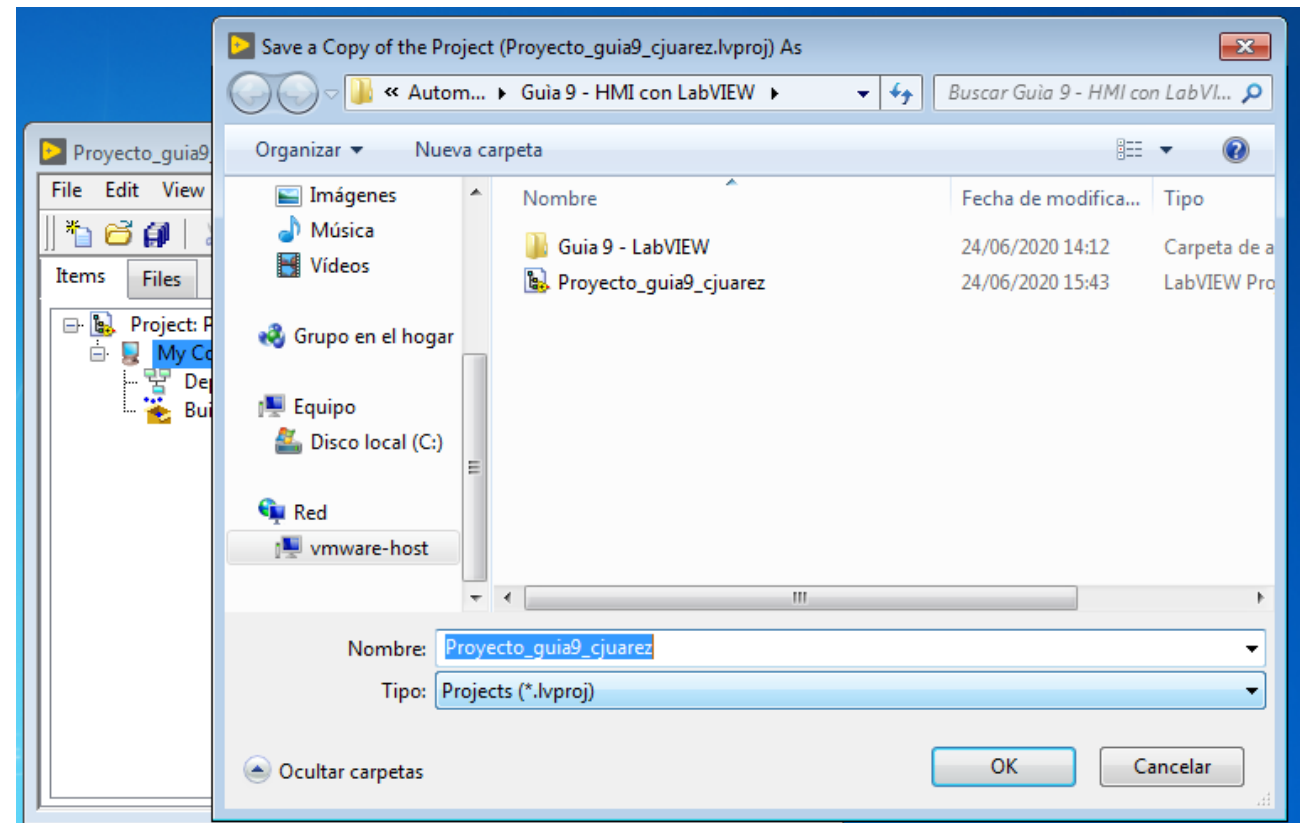 Save a Copy of the Project (Proyecto_guia9_cjuarez.lvproj) As
« Autom... Guìa 9 - HMI con LabVIEW
Buscar Guìa 9 - HMI con LabVI...
Organizar Nueva carpeta
Proyecto_guia9
File Edit View
Items Files
Project: P
My Co
Dep
Bui
Imágenes
Música
Vídeos
Grupo en el hogar
Equipo
Disco local (C:)
Red
vmware-host
Nombre Fecha de modifica... Tipo
Guia 9 - LabVIEW 24/06/2020 14:12 Carpeta de a
Proyecto_guia9_cjuarez 24/06/2020 15:43 LabVIEW Pro
Nombre: Proyecto_guia9_cjuarez
Tipo: Projects (*.lvproj)
Ocultar carpetas
OK Cancelar